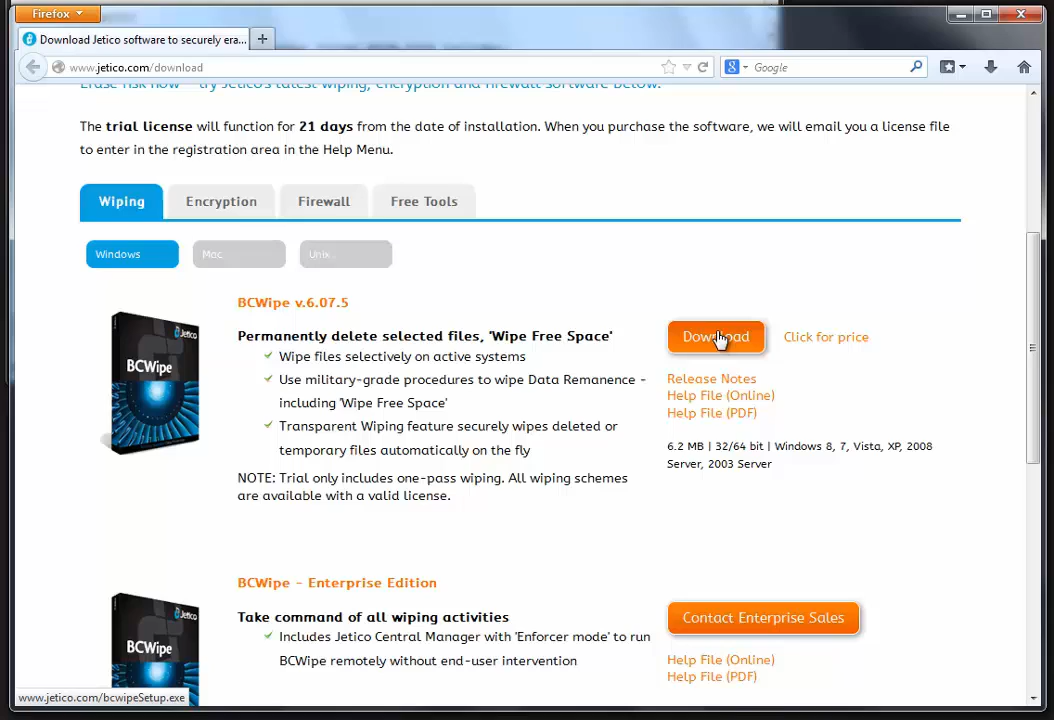 Firefox
Download Jetico software to securely era...
www.jetico.com/download
Google
Erase risk now – try Jetico's latest wiping, encryption and firewall software below.
The trial license will function for 21 days from the date of installation. When you purchase the software, we will email you a license file
to enter in the registration area in the Help Menu.
Wiping
Encryption
Firewall
Free Tools
Windows
Mac
Unix
BCWipe v.6.07.5
Permanently delete selected files, 'Wipe Free Space'
Wipe files selectively on active systems
Use military-grade procedures to wipe Data Remanence -
including 'Wipe Free Space'
Transparent Wiping feature securely wipes deleted or
temporary files automatically on the fly
NOTE: Trial only includes one-pass wiping. All wiping schemes
are available with a valid license.
Jetico
BCWipe
Download
Click for price
Release Notes
Help File (Online)
Help File (PDF)
6.2 MB | 32/64 bit | Windows 8, 7, Vista, XP, 2008
Server, 2003 Server
BCWipe - Enterprise Edition
Take command of all wiping activities
Includes Jetico Central Manager with 'Enforcer mode' to run
BCWipe remotely without end-user intervention
Jetico
BCWipe
Contact Enterprise Sales
Help File (Online)
Help File (PDF)
www.jetico.com/bcwipeSetup.exe